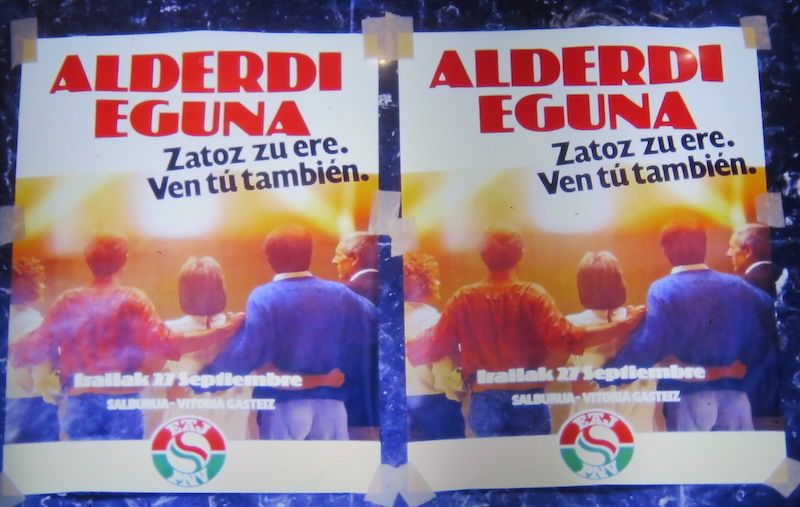 ALDERDI
EGUNA
Zatoz zu ere.
Ven tú también.
Irailak 27 Septiembre
SALBURUA - VITORIA GASTEIZ
EAJ
PNV
ALDERDI
EGUNA
Zatoz zu ere.
Ven tú también.
Irailak 27 Septiembre
SALBURUA - VITORIA GASTEIZ
EAJ
PNV